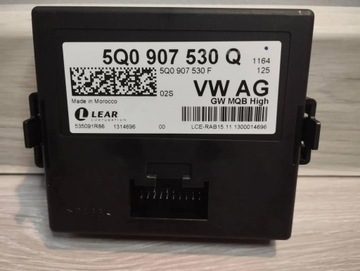 5Q0 907 530 Q 1164
5Q0 907 530 F 125
Made in Morocco
02S VW AG
GW MQB High
LEAR
corporation
535091R86 1314696 00 LCE-RAB15.11.1300014696